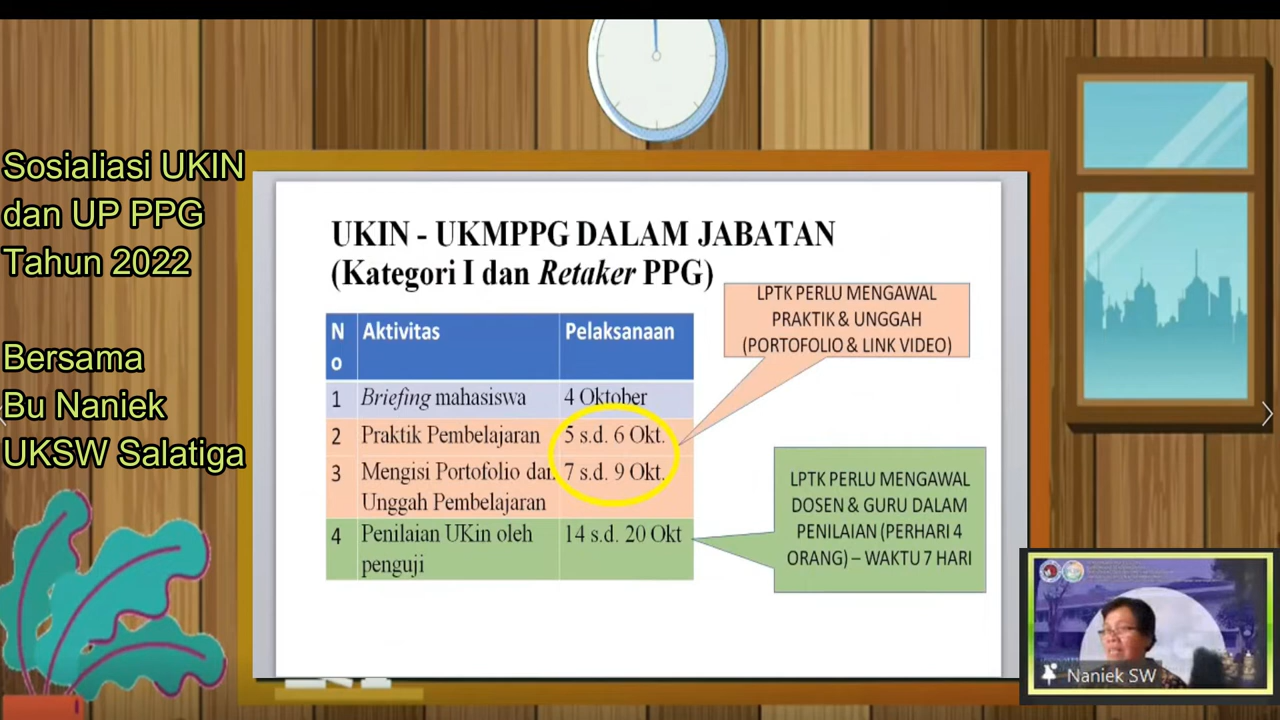 Sosialiasi UKIN
dan UP PPG
Tahun 2022
Bersama
Bu Naniek
UKSW Salatiga
UKIN - UKMPPG DALAM JABATAN
(Kategori I dan Retaker PPG)
N
o
Aktivitas
Pelaksanaan
1
Briefing mahasiswa
4 Oktober
2
Praktik Pembelajaran
5 s.d. 6 Okt.
3
Mengisi Portofolio dan
Unggah Pembelajaran
7 s.d. 9 Okt.
4
Penilaian UKin oleh
penguji
14 s.d. 20 Okt
LPTK PERLU MENGAWAL
PRAKTIK & UNGGAH
(PORTOFOLIO & LINK VIDEO)
LPTK PERLU MENGAWAL
DOSEN & GURU DALAM
PENILAIAN (PERHARI 4
ORANG) – WAKTU 7 HARI
Naniek SW